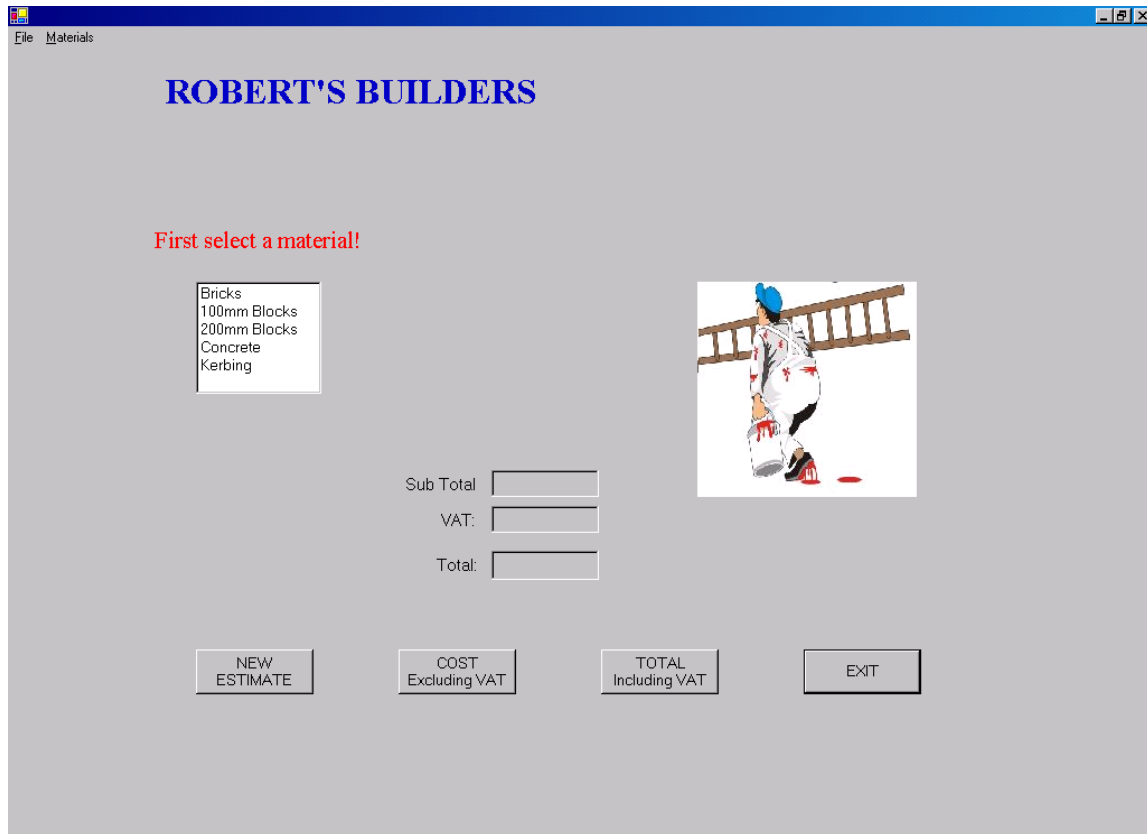 File Materials
ROBERT'S BUILDERS
First select a material!
Bricks
100mm Blocks
200mm Blocks
Concrete
Kerbing
Sub Total
VAT:
Total:
NEW
ESTIMATE
COST
Excluding VAT
TOTAL
Including VAT
EXIT